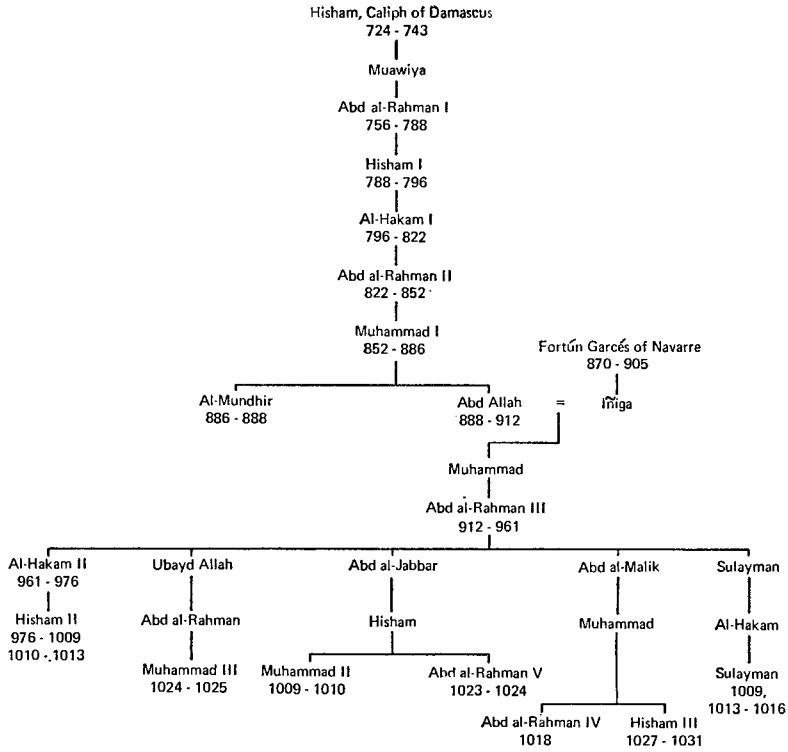 Hisham, Caliph of Damascus
724 - 743
Muawiya
Abd al-Rahman I
756 - 788
Hisham I
788 - 796
Al-Hakam I
796 - 822
Abd al-Rahman II
822 - 852
Muhammad I
852 - 886
Fortún Garcés of Navarre
870 - 905
Al-Mundhir
886 - 888
Abd Allah
888 - 912
=
Iñiga
Muhammad
Abd al-Rahman III
912 - 961
Al-Hakam II
961 - 976
Ubayd Allah
Abd al-Jabbar
Abd al-Malik
Sulayman
Hisham II
976 - 1009
1010 - 1013
Abd al-Rahman
Hisham
Muhammad
Al-Hakam
Muhammad III
1024 - 1025
Muhammad II
1009 - 1010
Abd al-Rahman V
1023 - 1024
Sulayman
1009,
1013 - 1016
Abd al-Rahman IV
1018
Hisham III
1027 - 1031